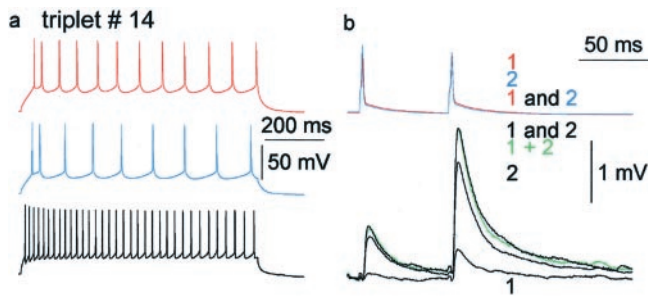 a triplet # 14
200 ms
50 mV
b
50 ms
1
2
1 and 2
1 and 2
1 + 2
2
1 mV
1